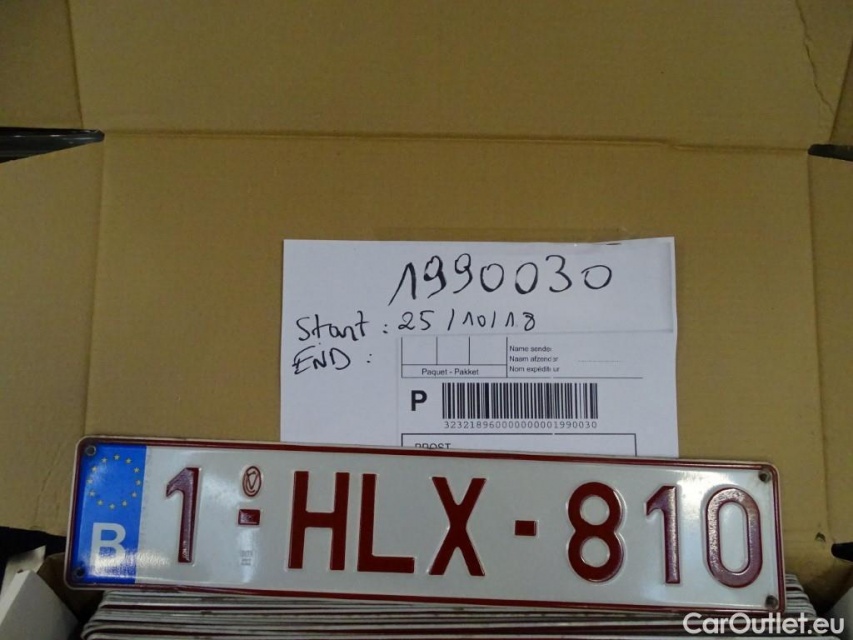 1990030
Start : 25/10/18
END :
Name sender
Naam afzender
Nom expéditeur
Paquet - Pakket
P
323218960000000001990030
BPOST
B 1-HLX-810
CarOutlet.eu